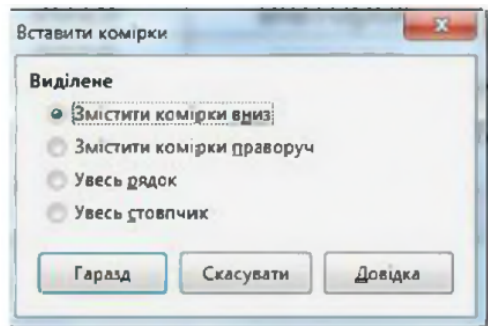 Вставити комірки
Виділене
Змістити комірки вниз
Змістити комірки праворуч
Увесь рядок
Увесь стовпчик
Гаразд Скасувати Довідка